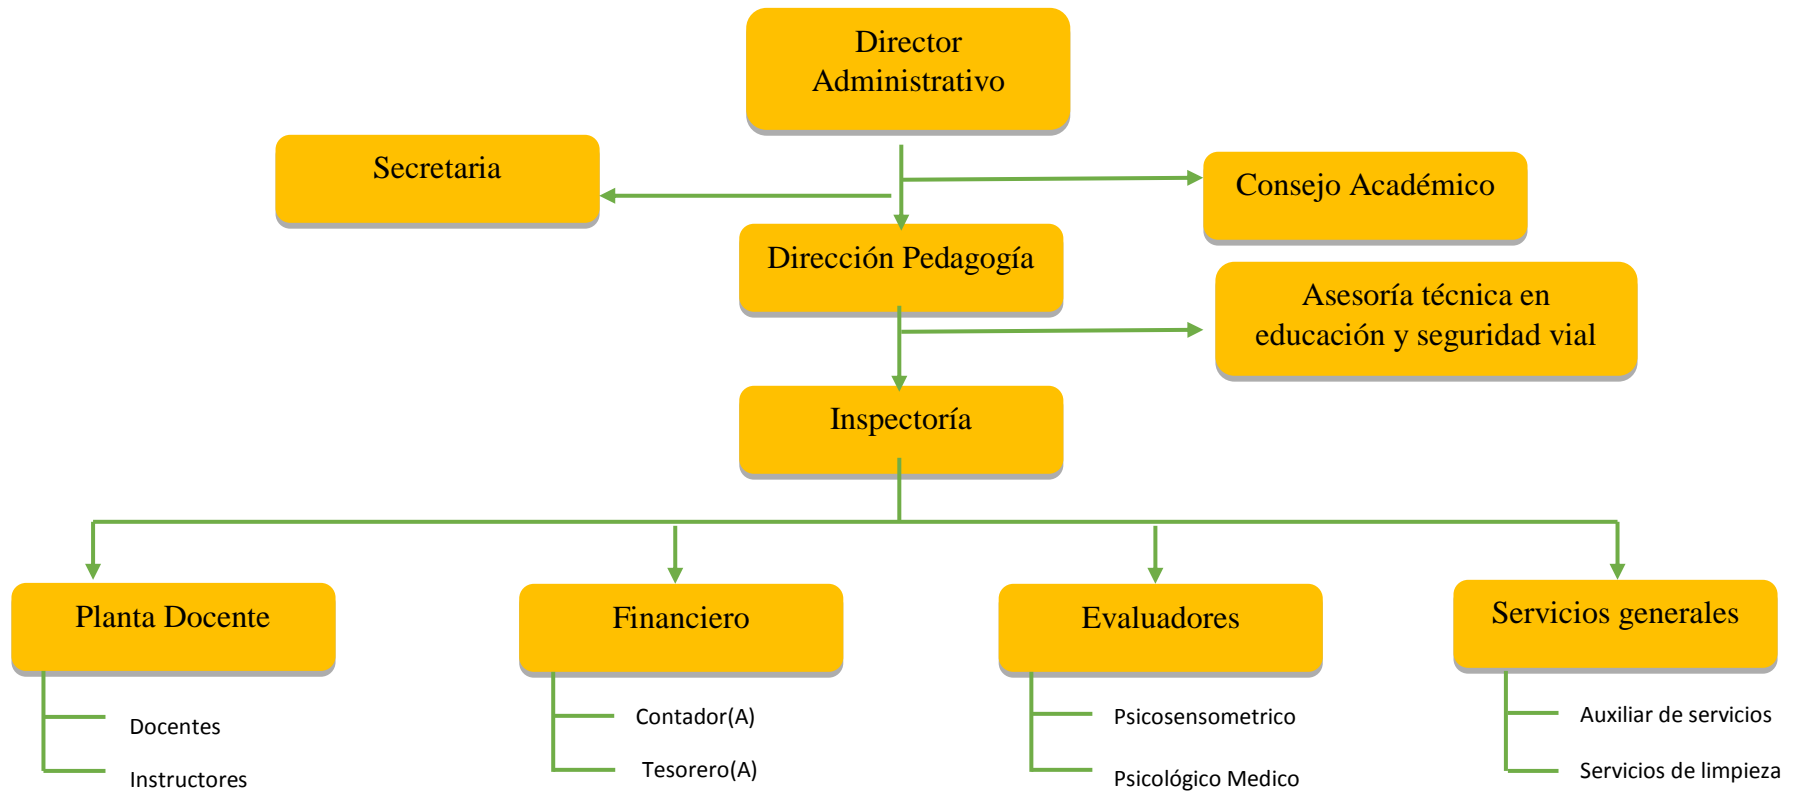 Director
Administrativo
Secretaria
Consejo Académico
Dirección Pedagogía
Asesoría técnica en
educación y seguridad vial
Inspectoría
Planta Docente
Financiero
Evaluadores
Servicios generales
Docentes
Instructores
Contador(A)
Tesorero(A)
Psicosensometrico
Psicológico Medico
Auxiliar de servicios
Servicios de limpieza